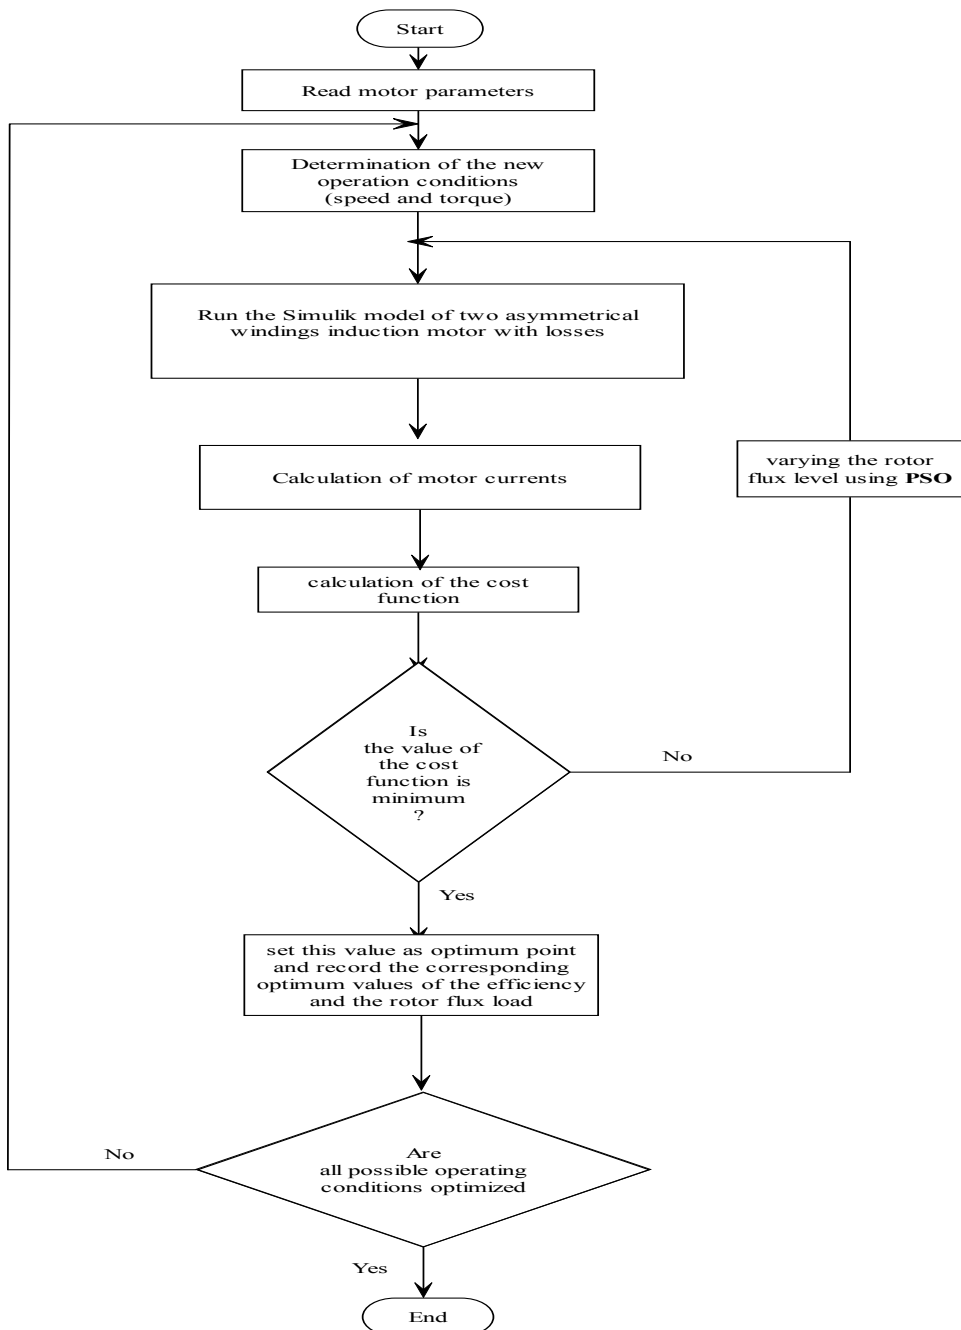 Start
Read motor parameters
Determination of the new
operation conditions
(speed and torque)
Run the Simulik model of two asymmetrical
windings induction motor with losses
Calculation of motor currents
varying the rotor
flux level using PSO
calculation of the cost
function
Is
the value of
the cost
function is
minimum
?
No
Yes
set this value as optimum point
and record the corresponding
optimum values of the efficiency
and the rotor flux load
No
Are
all possible operating
conditions optimized
Yes
End